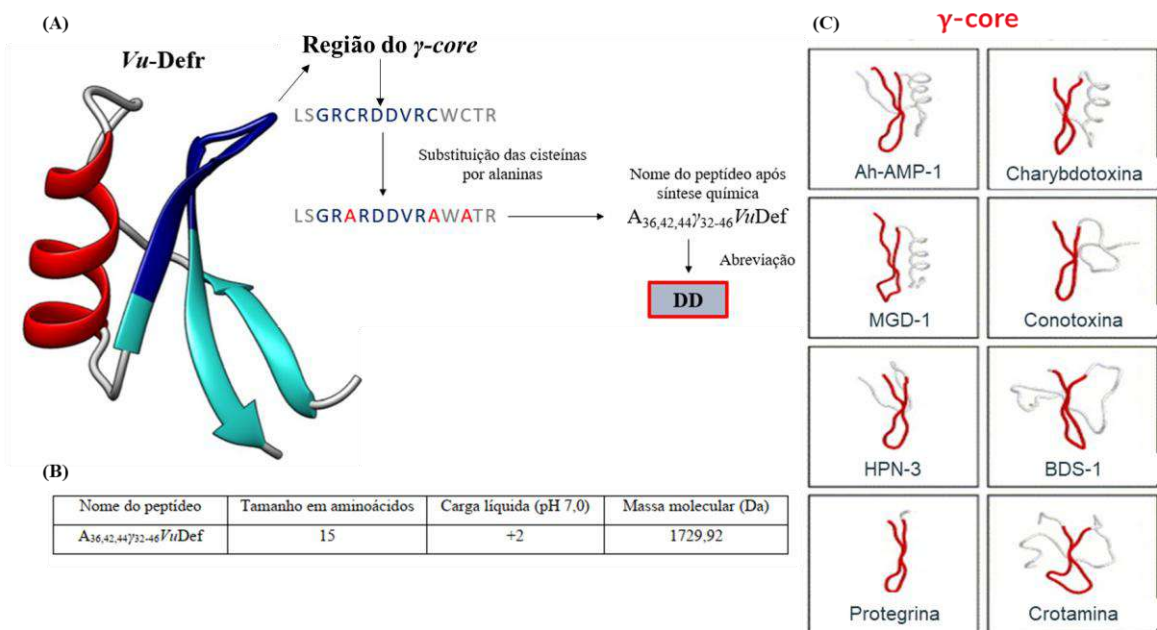 (A)
Vu-Defr
Região do γ-core
LSGRCRDDVRCWCTR
Substituição das cisteínas
por alaninas
LSGRARDDVRAWATR
Nome do peptídeo após
síntese química
A36,42,44γ32-46VuDef
Abreviação
DD
(B)
Nome do peptídeo Tamanho em aminoácidos Carga líquida (pH 7,0) Massa molecular (Da)
A36,42,44γ32-46VuDef 15 +2 1729,92
(C)
γ-core
Ah-AMP-1 Charybdotoxina
MGD-1 Conotoxina
HPN-3 BDS-1
Protegrina Crotamina